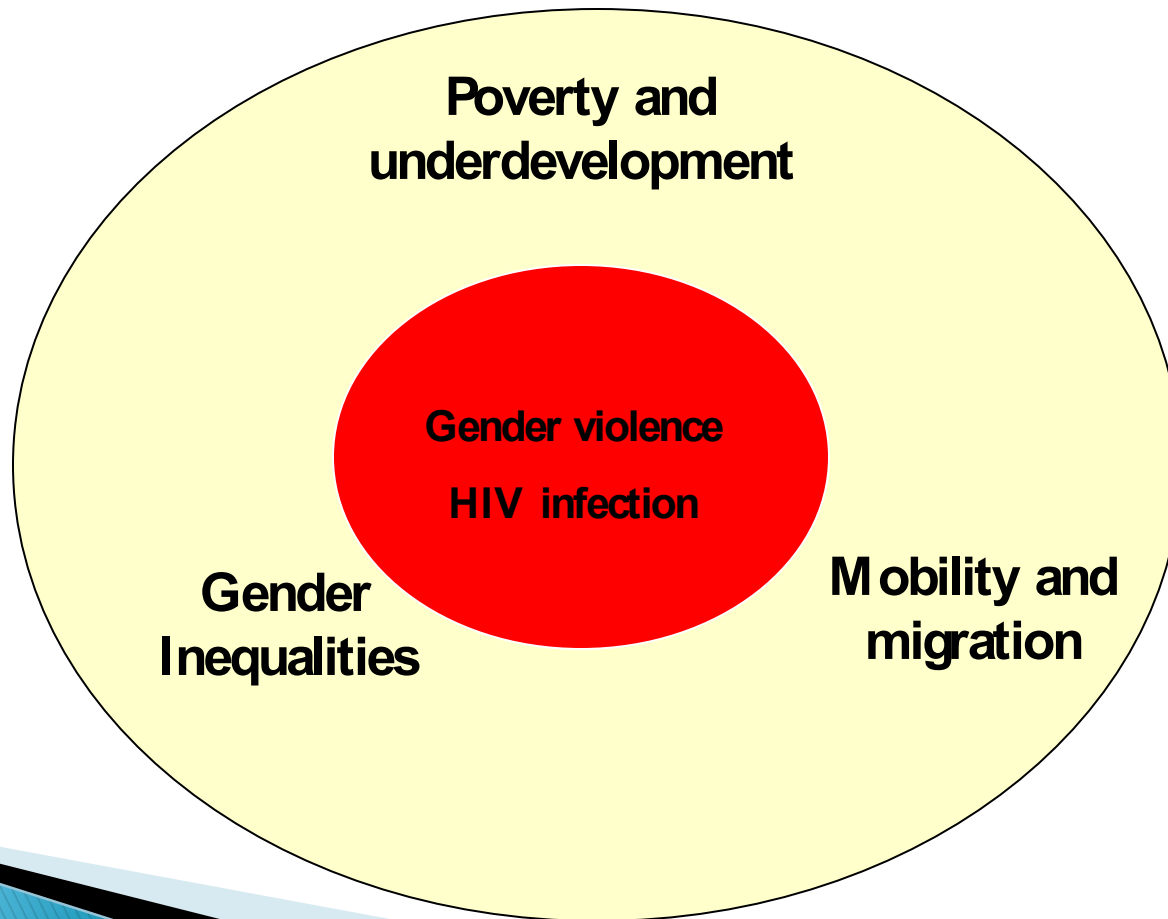 Poverty and
underdevelopment
Gender violence
HIV infection
Gender
Inequalities
Mobility and
migration